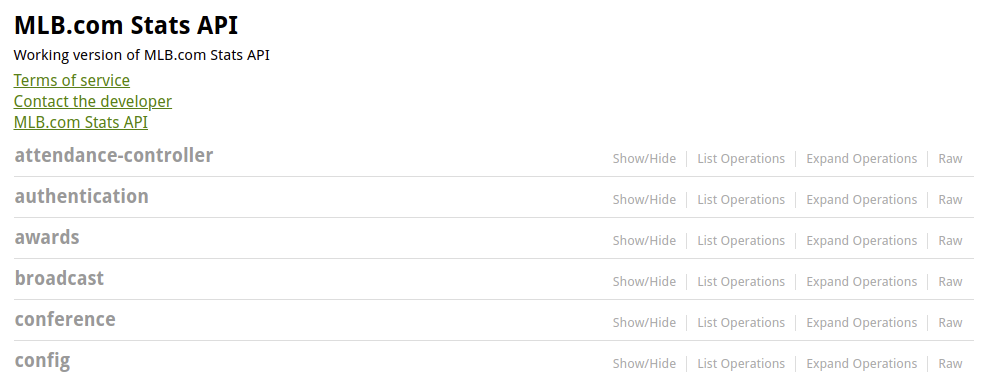 MLB.com Stats API
Working version of MLB.com Stats API
Terms of service
Contact the developer
MLB.com Stats API
attendance-controller Show/Hide List Operations Expand Operations Raw
authentication Show/Hide List Operations Expand Operations Raw
awards Show/Hide List Operations Expand Operations Raw
broadcast Show/Hide List Operations Expand Operations Raw
conference Show/Hide List Operations Expand Operations Raw
config Show/Hide List Operations Expand Operations Raw